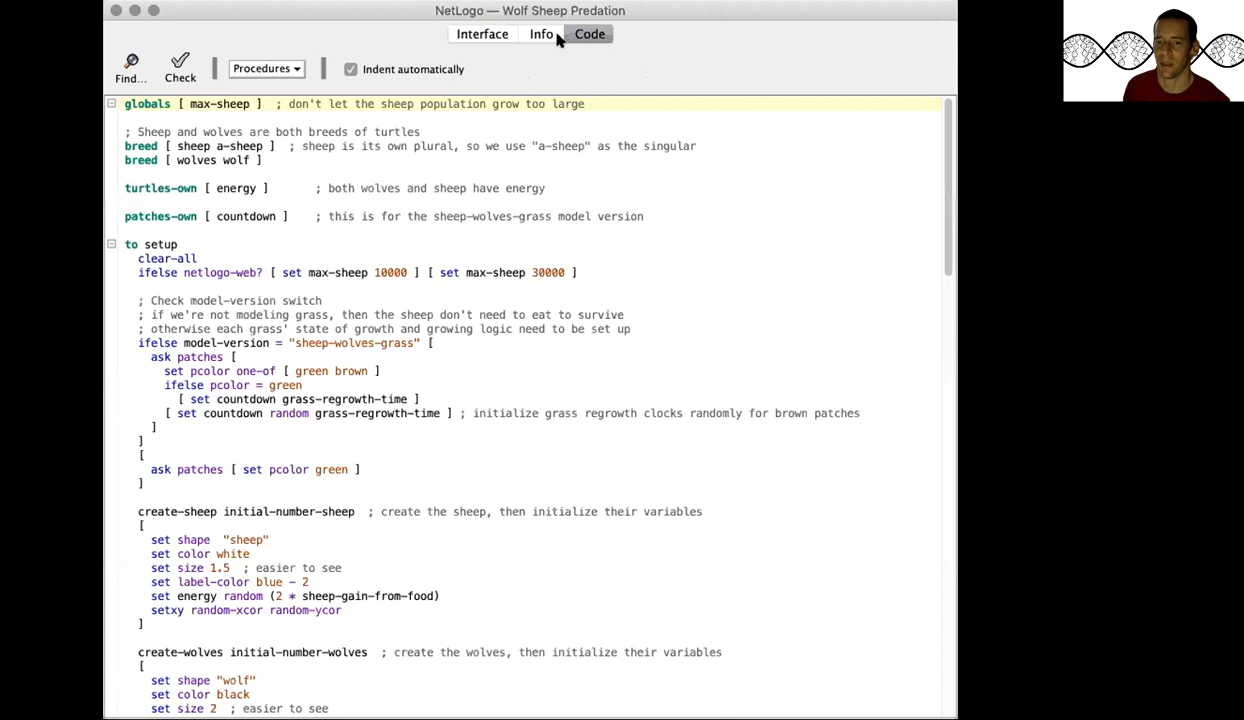 NetLogo — Wolf Sheep Predation
Interface Info Code
Find... Check Procedures Indent automatically
globals [ max-sheep ]  ; don't let the sheep population grow too large
; Sheep and wolves are both breeds of turtles
breed [ sheep a-sheep ]  ; sheep is its own plural, so we use "a-sheep" as the singular
breed [ wolves wolf ]
turtles-own [ energy ]       ; both wolves and sheep have energy
patches-own [ countdown ]    ; this is for the sheep-wolves-grass model version
to setup
  clear-all
  ifelse netlogo-web? [ set max-sheep 10000 ] [ set max-sheep 30000 ]
  ; Check model-version switch
  ; if we're not modeling grass, then the sheep don't need to eat to survive
  ; otherwise each grass' state of growth and growing logic need to be set up
  ifelse model-version = "sheep-wolves-grass" [
    ask patches [
      set pcolor one-of [ green brown ]
      ifelse pcolor = green
        [ set countdown grass-regrowth-time ]
      [ set countdown random grass-regrowth-time ] ; initialize grass regrowth clocks randomly for brown patches
    ]
  ]
  [
    ask patches [ set pcolor green ]
  ]
  create-sheep initial-number-sheep  ; create the sheep, then initialize their variables
  [
    set shape  "sheep"
    set color white
    set size 1.5  ; easier to see
    set label-color blue - 2
    set energy random (2 * sheep-gain-from-food)
    setxy random-xcor random-ycor
  ]
  create-wolves initial-number-wolves  ; create the wolves, then initialize their variables
  [
    set shape "wolf"
    set color black
    set size 2  ; easier to see